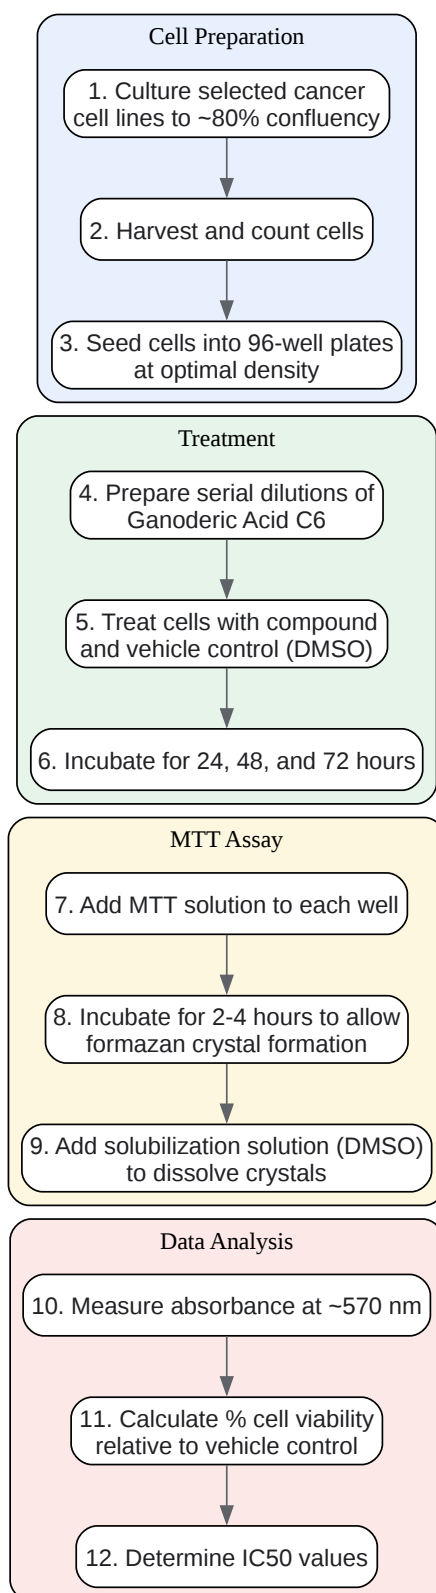 Cell Preparation
1. Culture selected cancer
cell lines to ~80% confluency
2. Harvest and count cells
3. Seed cells into 96-well plates
at optimal density
Treatment
4. Prepare serial dilutions of
Ganoderic Acid C6
5. Treat cells with compound
and vehicle control (DMSO)
6. Incubate for 24, 48, and 72 hours
MTT Assay
7. Add MTT solution to each well
8. Incubate for 2-4 hours to allow
formazan crystal formation
9. Add solubilization solution (DMSO)
to dissolve crystals
Data Analysis
10. Measure absorbance at ~570 nm
11. Calculate % cell viability
relative to vehicle control
12. Determine IC50 values